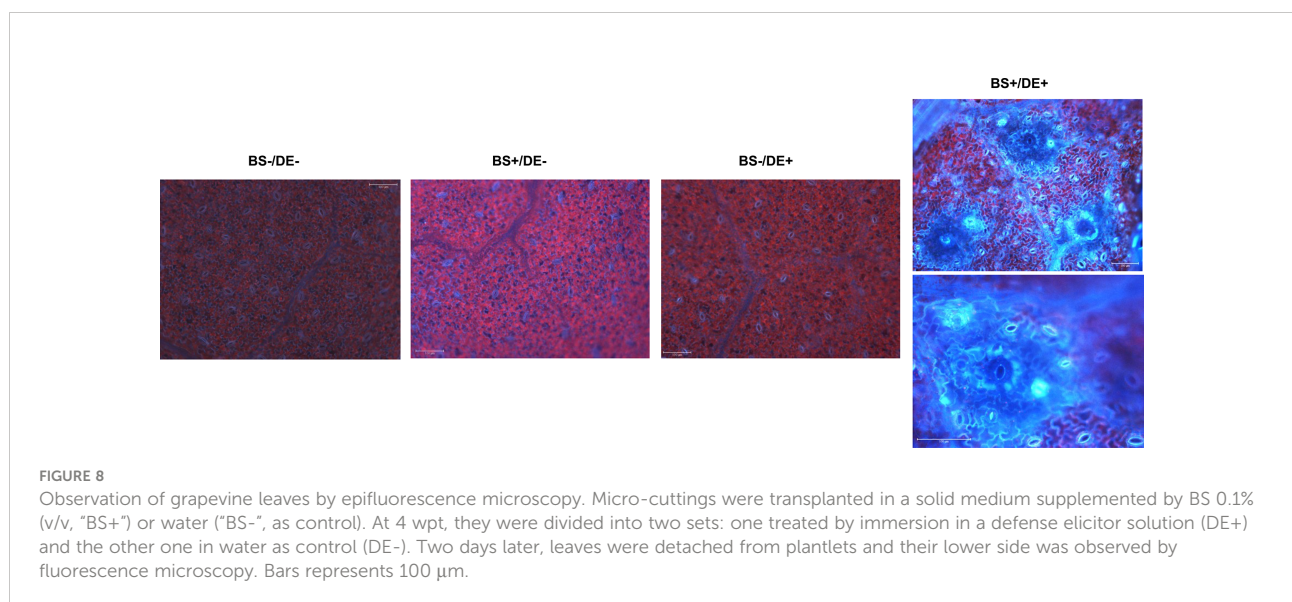 BS+/DE+
BS-/DE-
BS+/DE-
BS-/DE+
FIGURE 8
Observation of grapevine leaves by epifluorescence microscopy. Micro-cuttings were transplanted in a solid medium supplemented by BS 0.1%
(v/v, “BS+”) or water (“BS-”, as control). At 4 wpt, they were divided into two sets: one treated by immersion in a defense elicitor solution (DE+)
and the other one in water as control (DE-). Two days later, leaves were detached from plantlets and their lower side was observed by
fluorescence microscopy. Bars represents 100 μm.